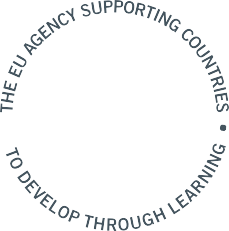 THE EU AGENCY SUPPORTING COUNTRIES
TO DEVELOP THROUGH LEARNING